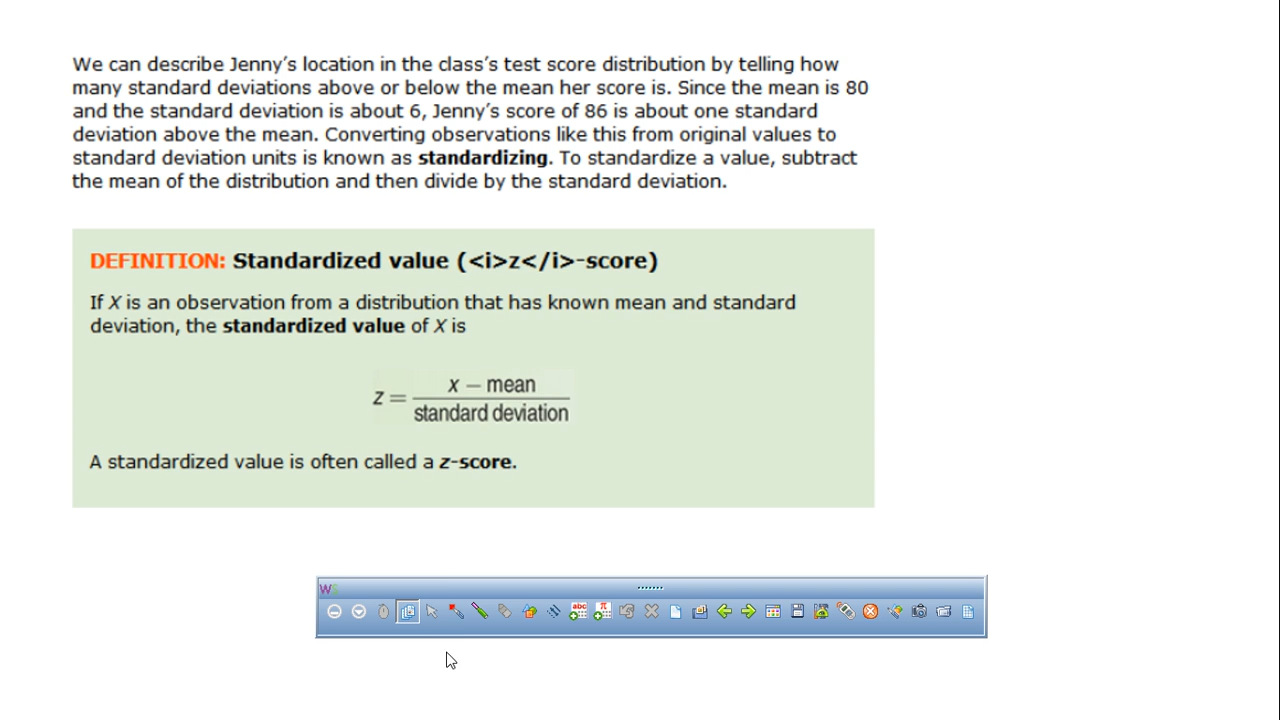 We can describe Jenny's location in the class's test score distribution by telling how
many standard deviations above or below the mean her score is. Since the mean is 80
and the standard deviation is about 6, Jenny's score of 86 is about one standard
deviation above the mean. Converting observations like this from original values to
standard deviation units is known as standardizing. To standardize a value, subtract
the mean of the distribution and then divide by the standard deviation.
DEFINITION: Standardized value (<i>z</i>-score)
If X is an observation from a distribution that has known mean and standard
deviation, the standardized value of X is
z = x – mean
standard deviation
A standardized value is often called a z-score.
abc
π